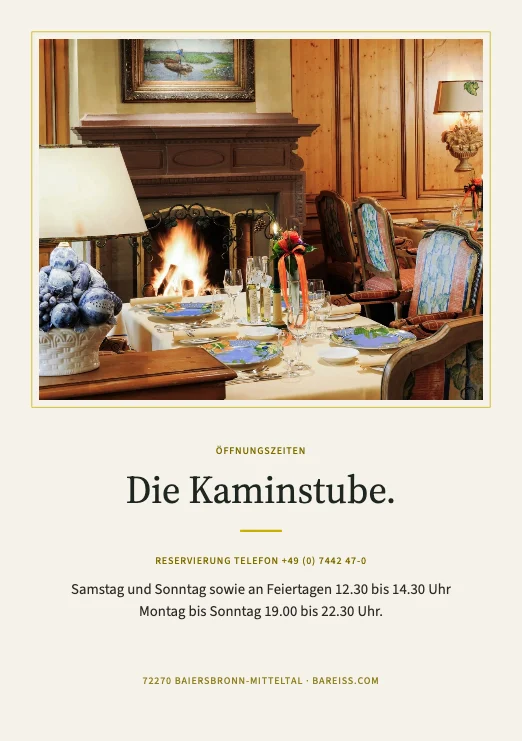 ÖFFNUNGSZEITEN
Die Kaminstube.
RESERVIERUNG TELEFON +49 (0) 7442 47-0
Samstag und Sonntag sowie an Feiertagen 12.30 bis 14.30 Uhr
Montag bis Sonntag 19.00 bis 22.30 Uhr.
72270 BAIERSBRONN-MITTELTAL · BAREISS.COM